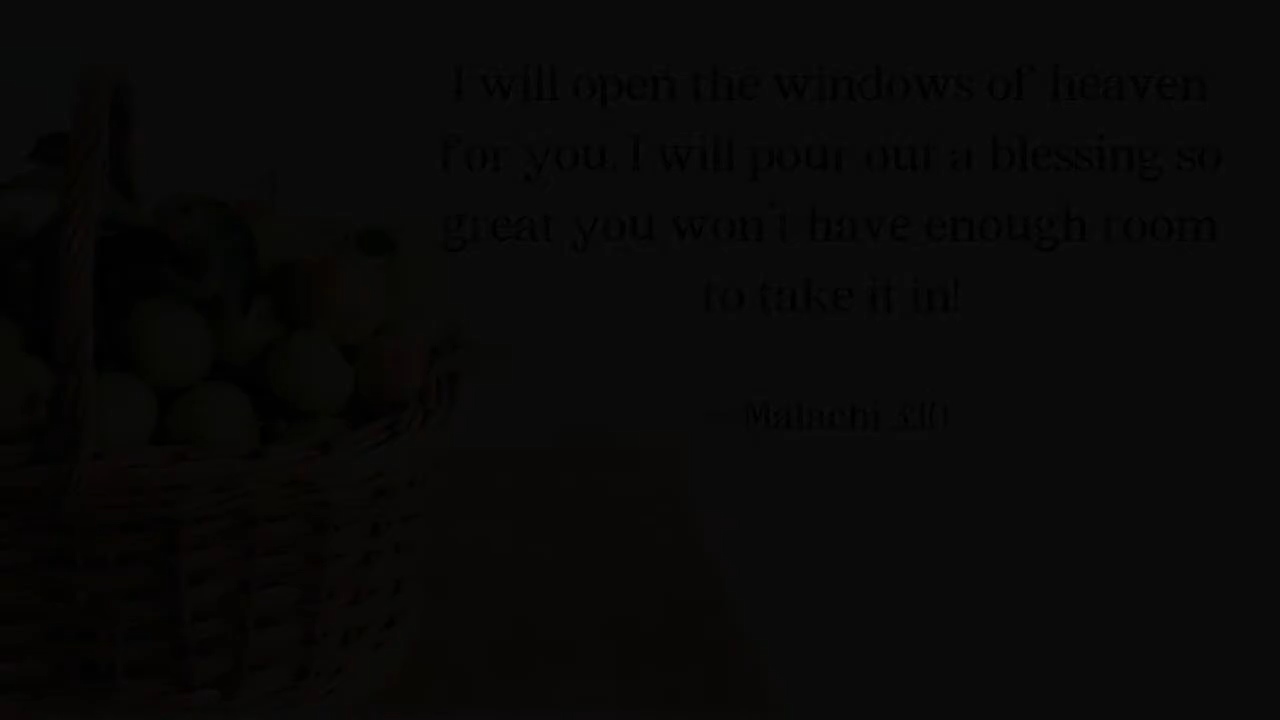 I will open the windows of heaven
for you. I will pour out a blessing so
great you won't have enough room
to take it in!
—Malachi 3:10